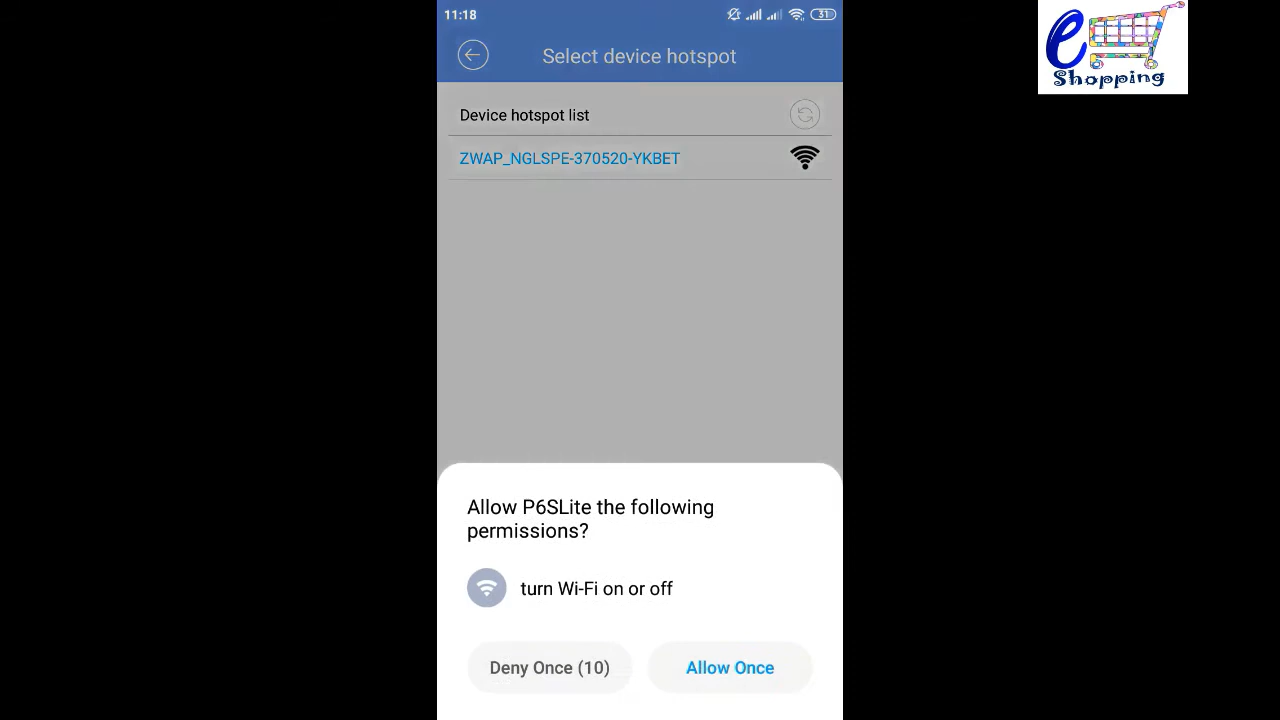 11:18
31
Select device hotspot
Device hotspot list
ZWAP_NGLSPE-370520-YKBET
Allow P6SLite the following
permissions?
turn Wi-Fi on or off
Deny Once (10)
Allow Once
e
Shopping